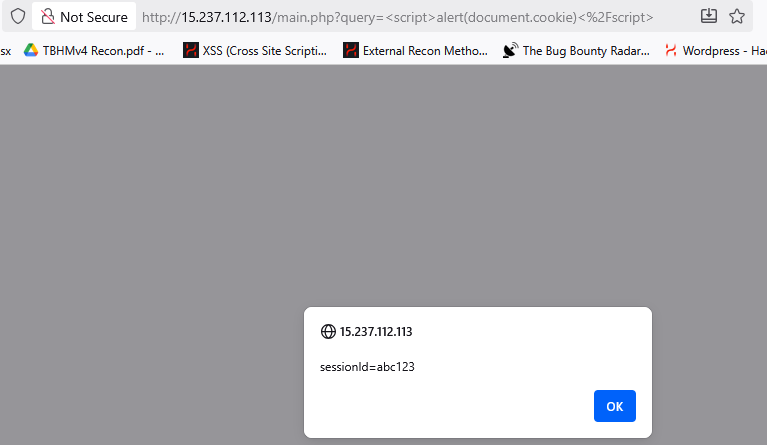 Not Secure http://15.237.112.113/main.php?query=<script>alert(document.cookie)<%2Fscript>
sx TBHMv4 Recon.pdf - ... XSS (Cross Site Scripti... External Recon Metho... The Bug Bounty Radar... Wordpress - Ha
15.237.112.113
sessionId=abc123
OK